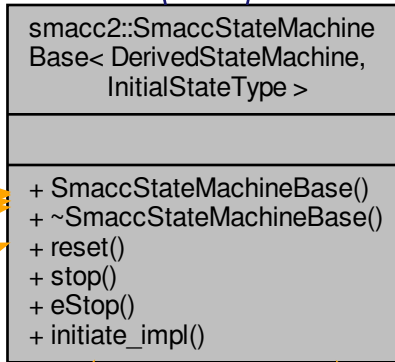 smacc2::SmaccStateMachine
Base< DerivedStateMachine,
InitialStateType >
+ SmaccStateMachineBase()
+ ~SmaccStateMachineBase()
+ reset()
+ stop()
+ eStop()
+ initiate_impl()